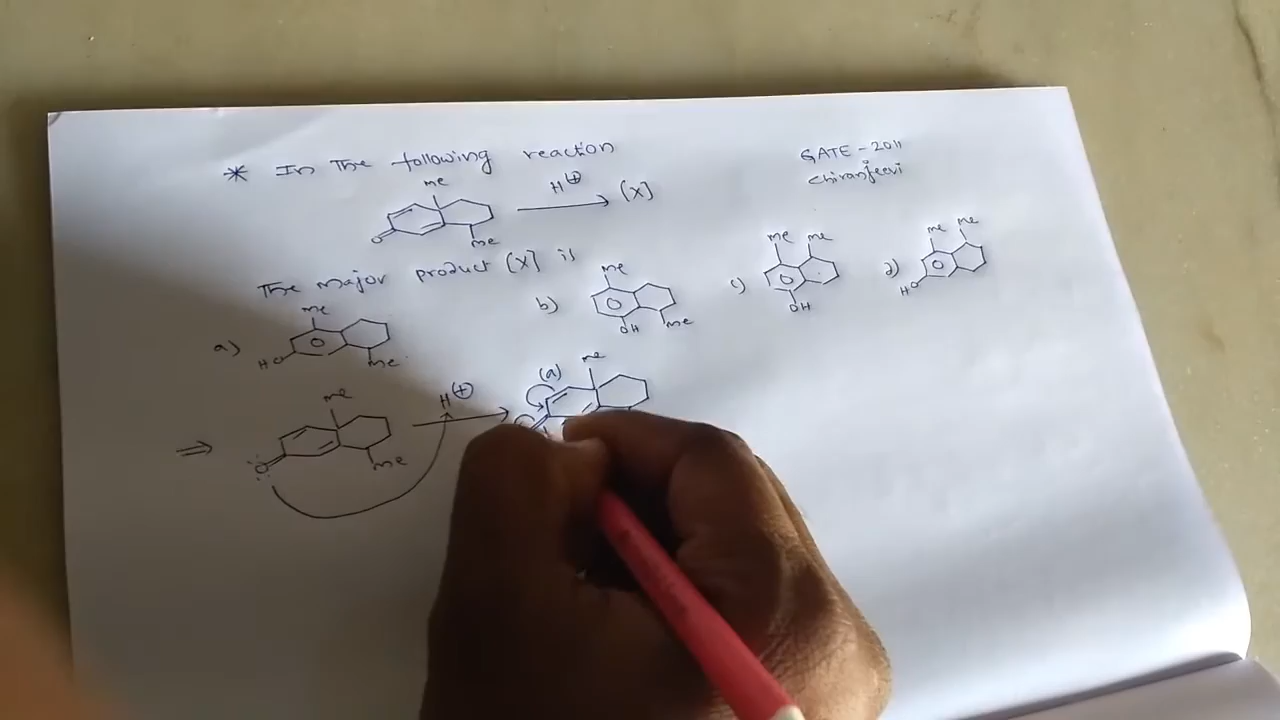 * In The following reaction
GATE - 2011
Chiranjeevi
me
H⊕
(X)
O
me
The major product (X) is
a)
me
HO
me
b)
me
OH
me
c)
me me
OH
d)
me me
HO
⇒
me
O
me
H⊕
(a)
me